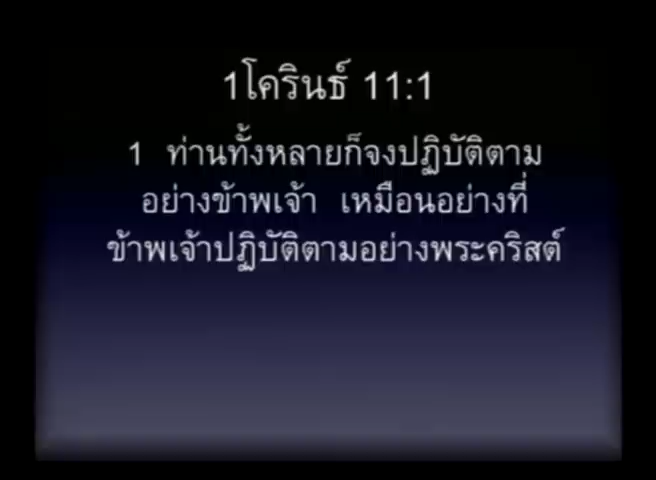 1โครินธ์ 11:1
1 ท่านทั้งหลายก็จงปฏิบัติตาม
อย่างข้าพเจ้า เหมือนอย่างที่
ข้าพเจ้าปฏิบัติตามอย่างพระคริสต์